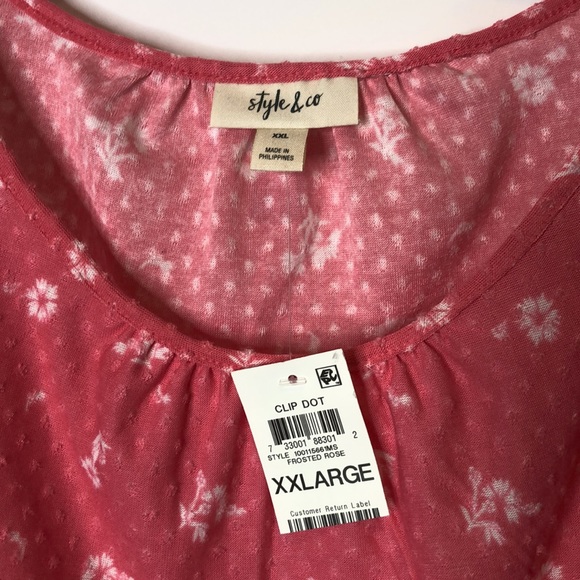 style & co
XXL
MADE IN
PHILIPPINES
CLIP DOT
7 33001 88301 2
STYLE 100115661MS
FROSTED ROSE
XXLARGE
Customer Return Label